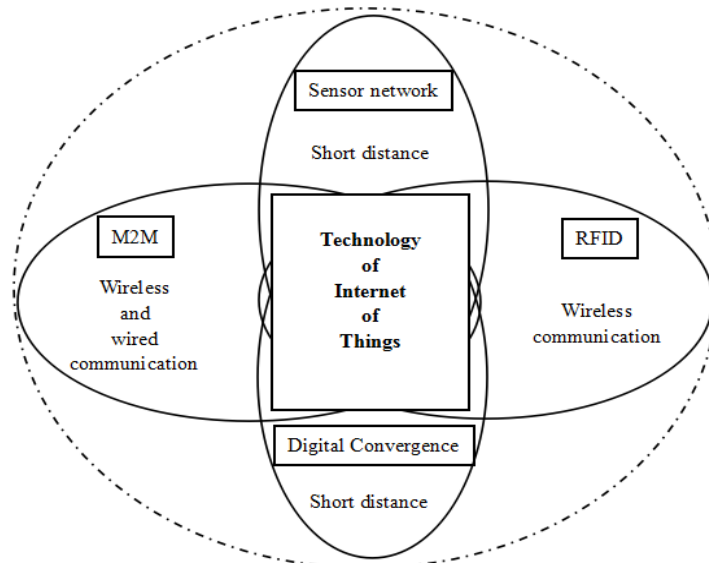 Sensor network
Short distance
M2M
Wireless
and
wired
communication
Technology
of
Internet
of
Things
RFID
Wireless
communication
Digital Convergence
Short distance